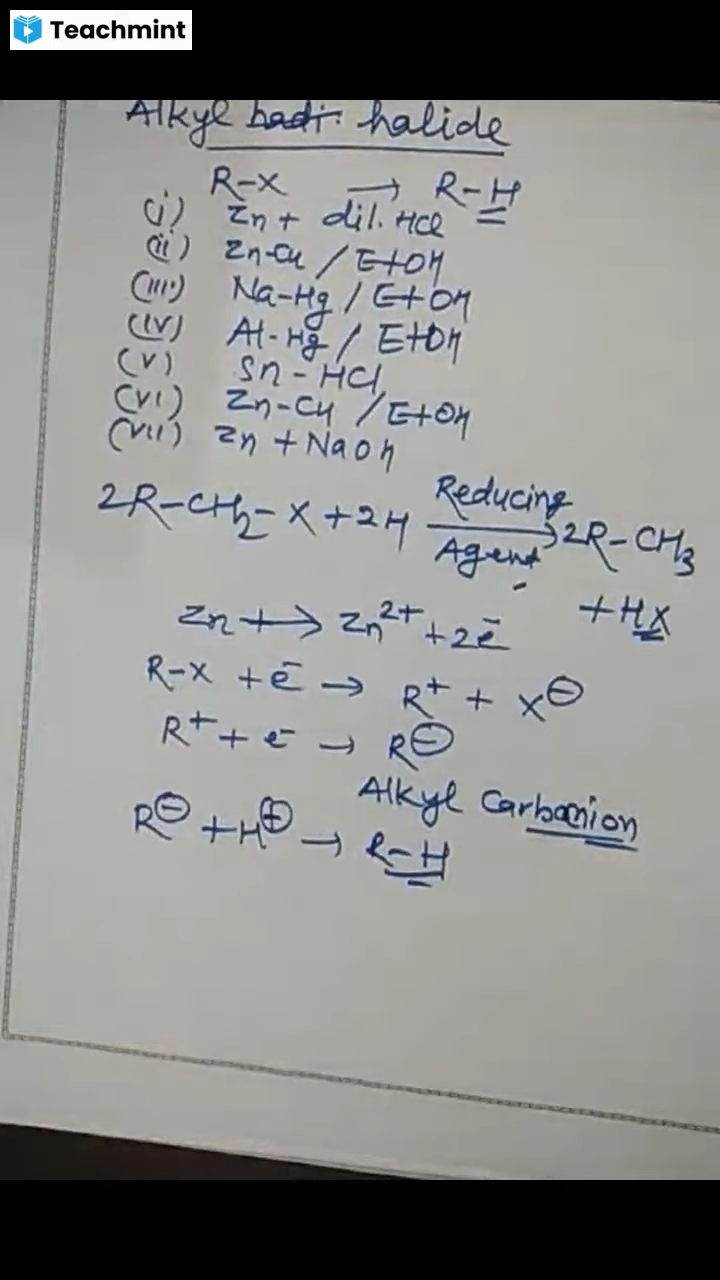 Teachmint
Alkyl halide
R-X → R-H
(i) Zn + dil. HCl
(ii) Zn-Cu / EtOH
(iii) Na-Hg / EtOH
(iv) Al-Hg / EtOH
(v) Sn - HCl
(vi) Zn-Cu / EtOH
(vii) Zn + NaOH
2R-CH₂-X + 2H Reducing Agent → 2R-CH₃
+ HX
Zn + → Zn²⁺ + 2e⁻
R-X + e⁻ → R⁺ + X⊖
R⁺ + e⁻ → R⊖
Alkyl Carbanion
R⊖ + H⊕ → R-H